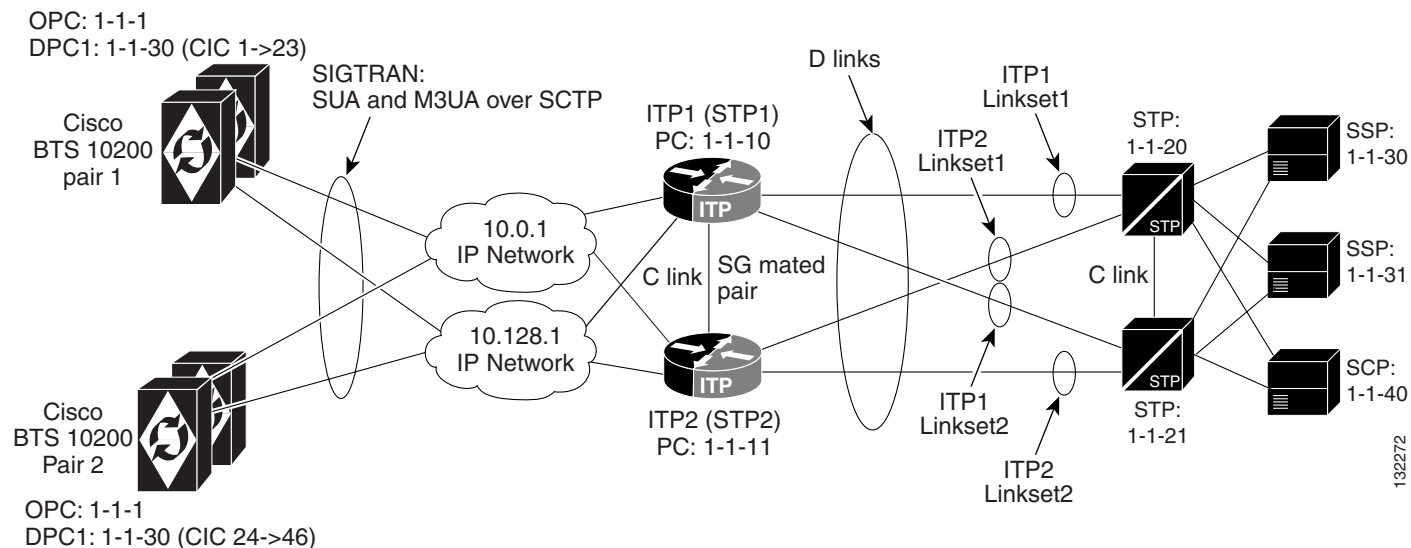 OPC: 1-1-1
DPC1: 1-1-30 (CIC 1->23)
Cisco
BTS 10200
pair 1
SIGTRAN:
SUA and M3UA over SCTP
10.0.1
IP Network
10.128.1
IP Network
Cisco
BTS 10200
Pair 2
OPC: 1-1-1
DPC1: 1-1-30 (CIC 24->46)
ITP1 (STP1)
PC: 1-1-10
ITP
C link
SG mated
pair
ITP
ITP2 (STP2)
PC: 1-1-11
D links
ITP2
Linkset1
ITP1
Linkset1
ITP1
Linkset2
ITP2
Linkset2
STP:
1-1-20
STP
C link
STP
STP:
1-1-21
SSP:
1-1-30
SSP:
1-1-31
SCP:
1-1-40
132272